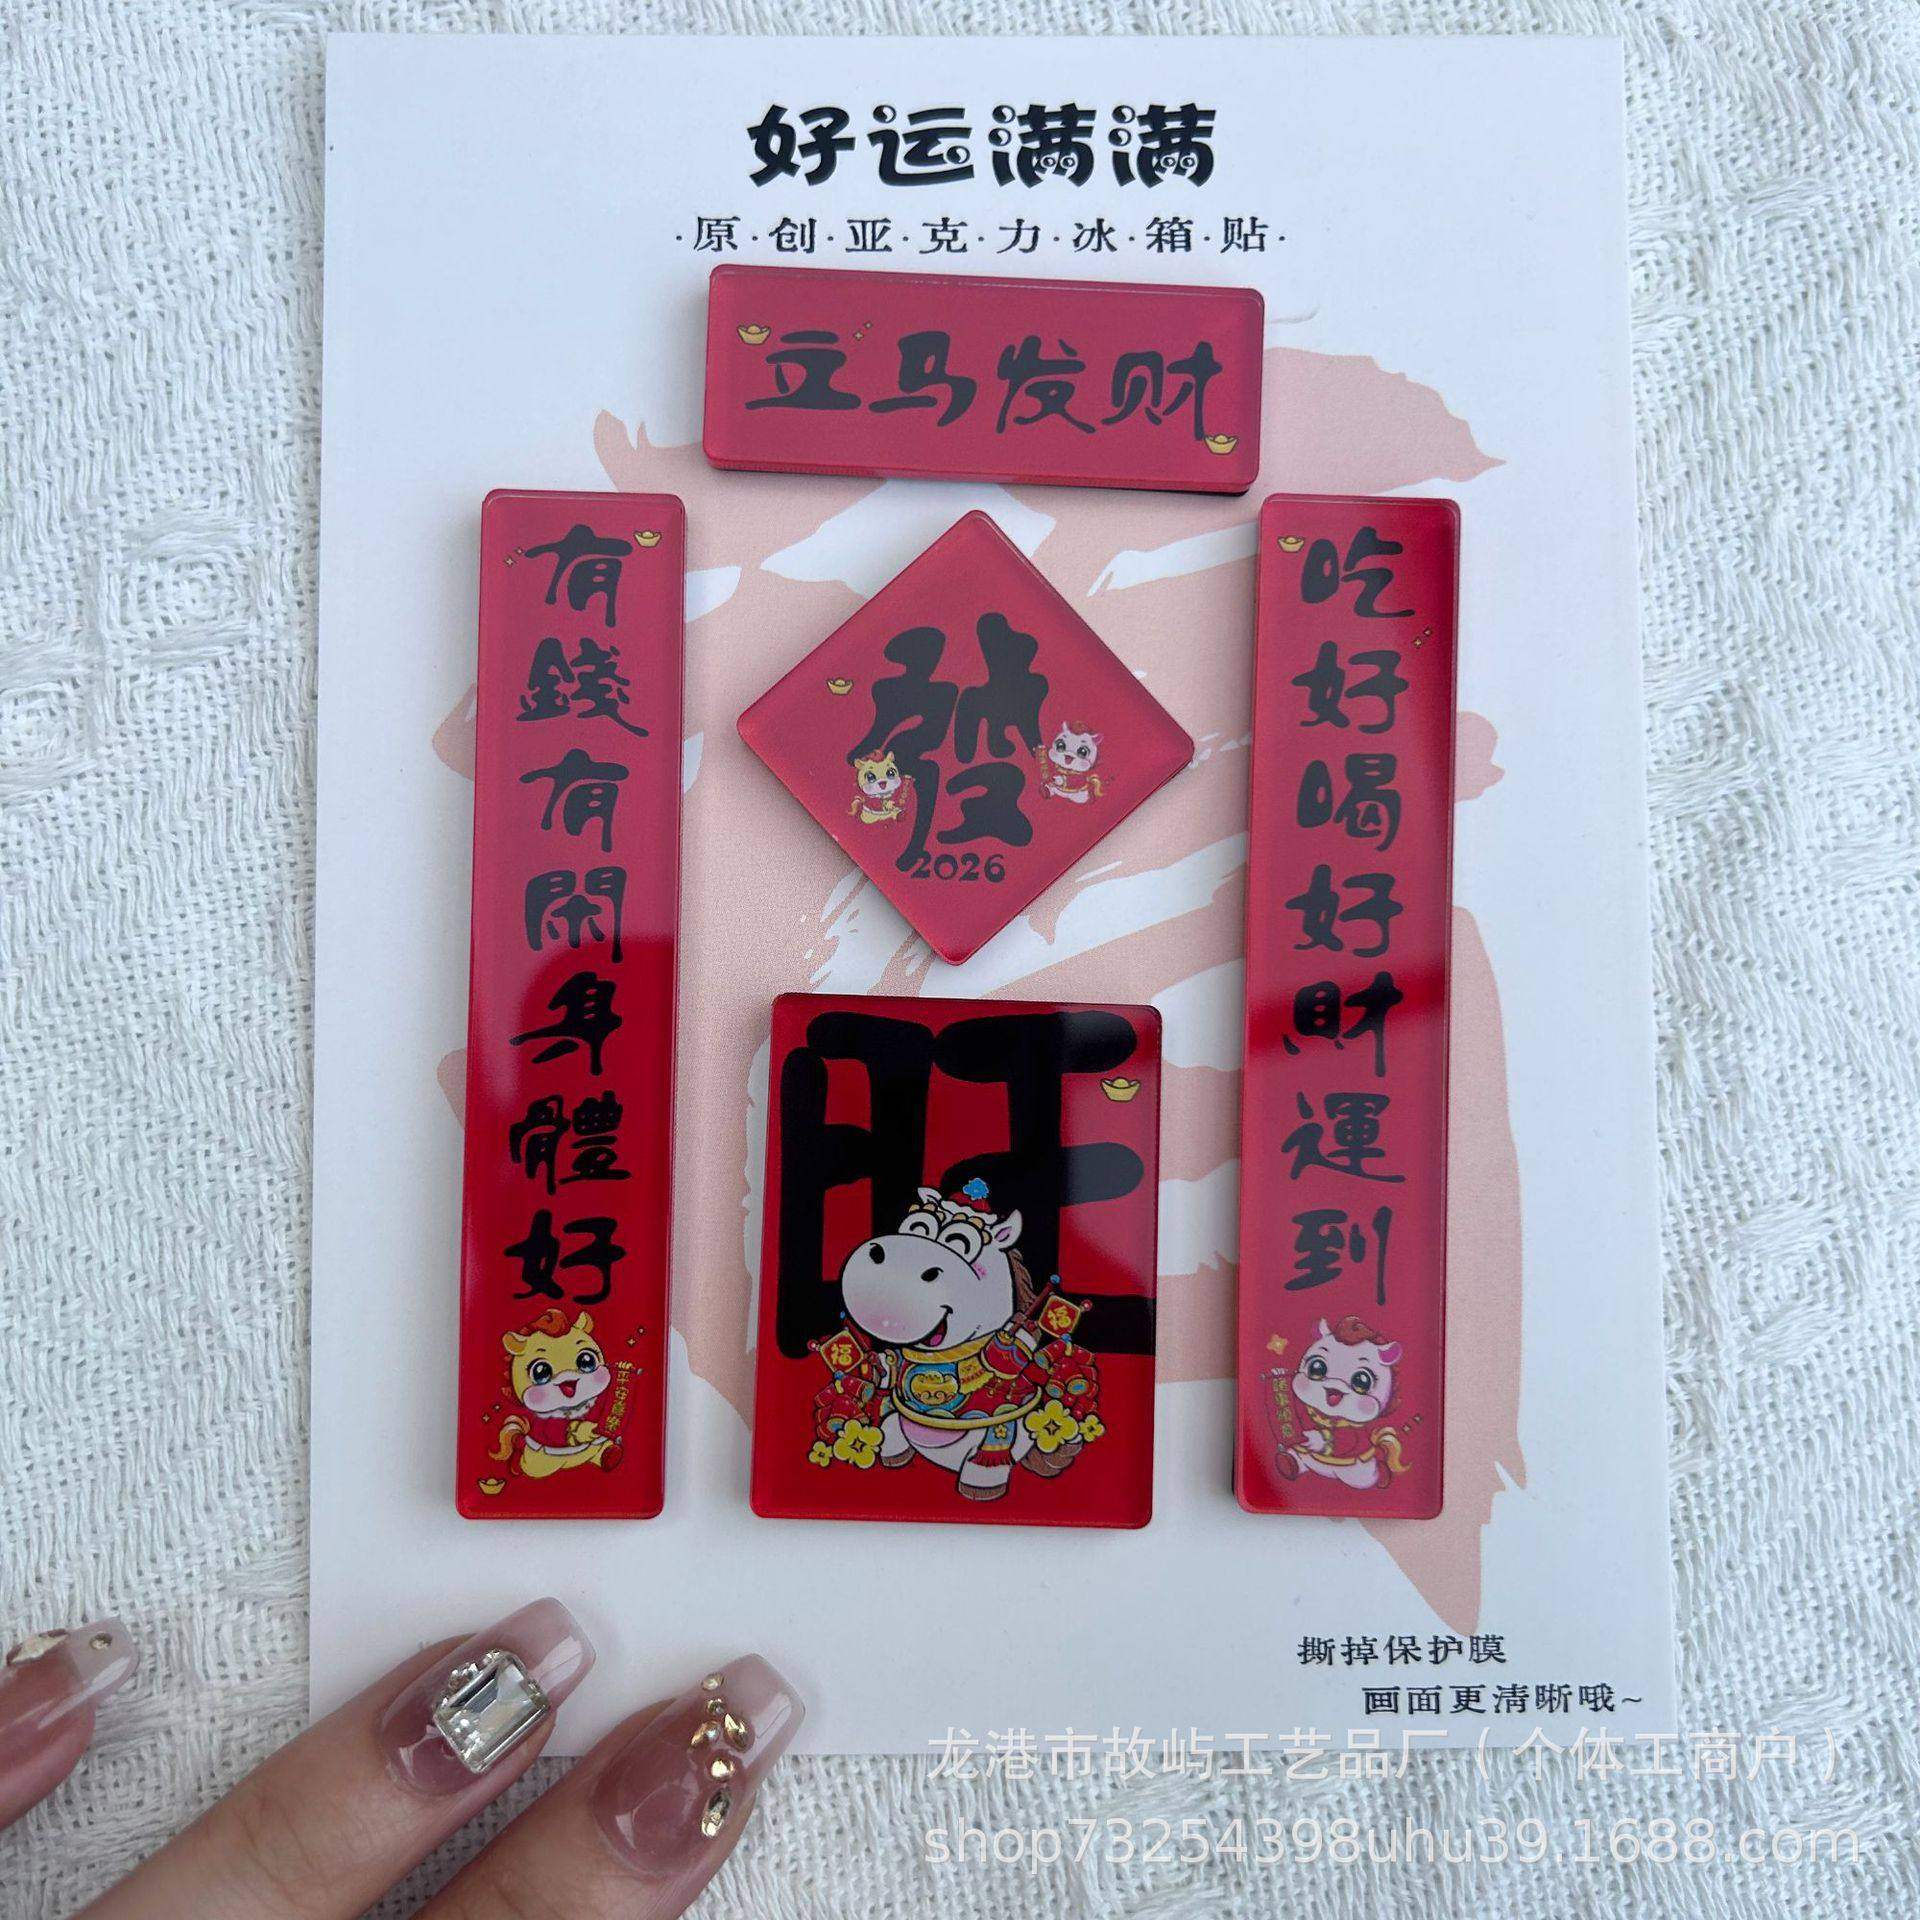 好运满满
·原·创·亚·克·力·冰·箱·贴·
立马发财
有錢有閑身體好
發
2026
吃好喝好財運到
旺
福
福
撕掉保护膜
画面更清晰哦~
龙港市故屿工艺品厂（个体工商户）
shop73254398uhu39.1688.com